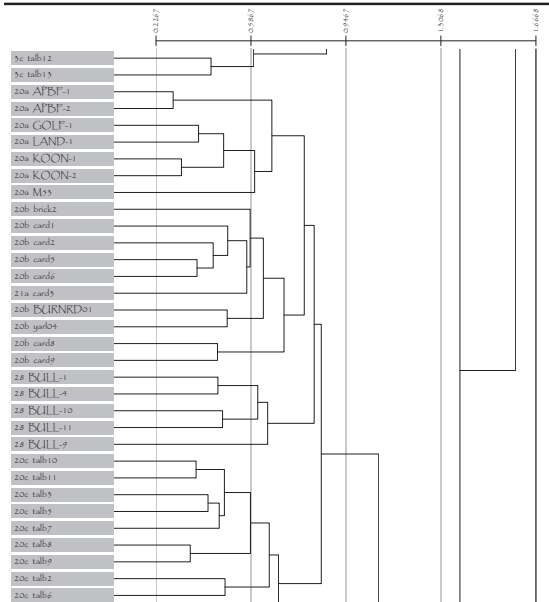 0.2267 0.5867 0.9467 1.3068 1.6668
3c talb12
3c talb13
20a APBF-1
20a APBF-2
20a GOLF-1
20a LAND-1
20a KOON-1
20a KOON-2
20a M53
20b brick2
20b card1
20b card2
20b card5
20b card6
21a card3
20b BURNRD01
20b yarl04
20b card8
20b card9
28 BULL-1
28 BULL-4
28 BULL-10
28 BULL-11
28 BULL-9
20c talb10
20c talb11
20c talb3
20c talb5
20c talb7
20c talb8
20c talb9
20c talb2
20c talb6